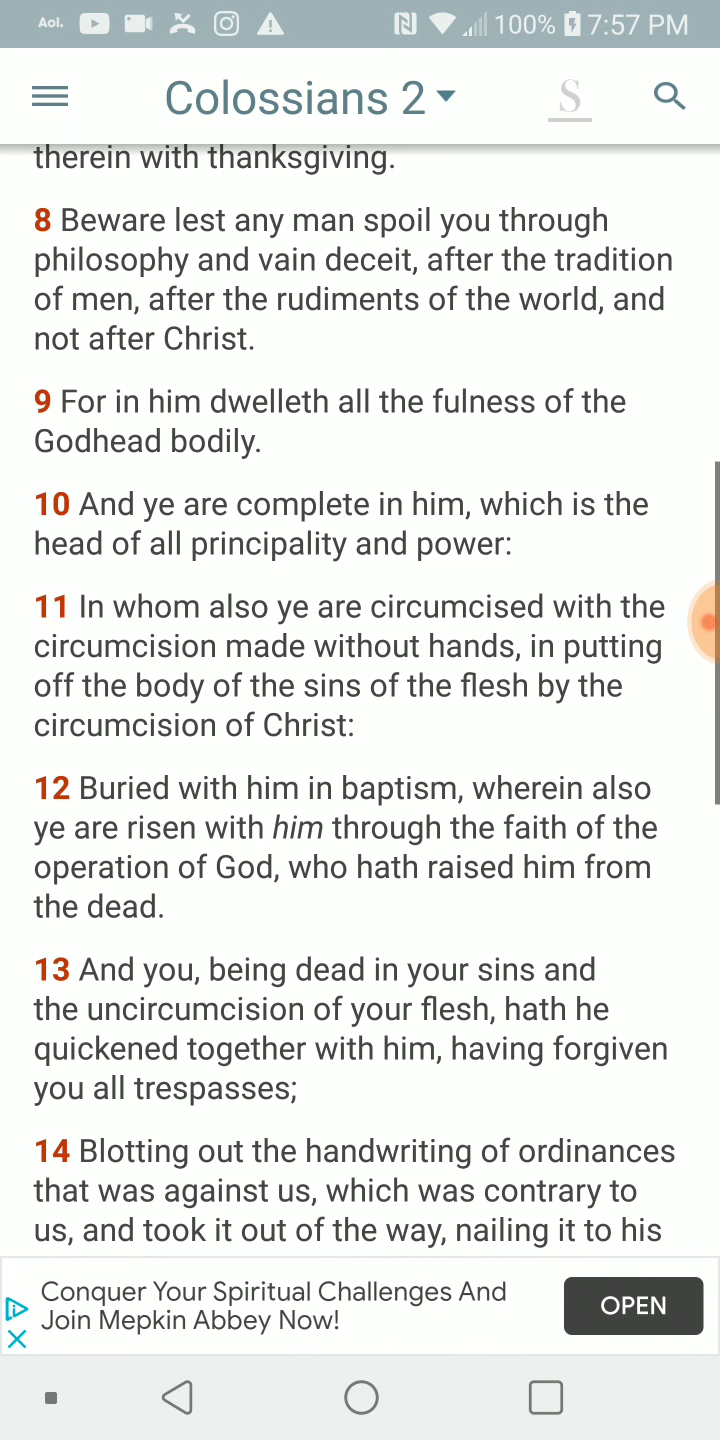 Aol. 100% 7:57 PM
Colossians 2 S
therein with thanksgiving.
8 Beware lest any man spoil you through
philosophy and vain deceit, after the tradition
of men, after the rudiments of the world, and
not after Christ.
9 For in him dwelleth all the fulness of the
Godhead bodily.
10 And ye are complete in him, which is the
head of all principality and power:
11 In whom also ye are circumcised with the
circumcision made without hands, in putting
off the body of the sins of the flesh by the
circumcision of Christ:
12 Buried with him in baptism, wherein also
ye are risen with him through the faith of the
operation of God, who hath raised him from
the dead.
13 And you, being dead in your sins and
the uncircumcision of your flesh, hath he
quickened together with him, having forgiven
you all trespasses;
14 Blotting out the handwriting of ordinances
that was against us, which was contrary to
us, and took it out of the way, nailing it to his
Conquer Your Spiritual Challenges And
Join Mepkin Abbey Now!
OPEN